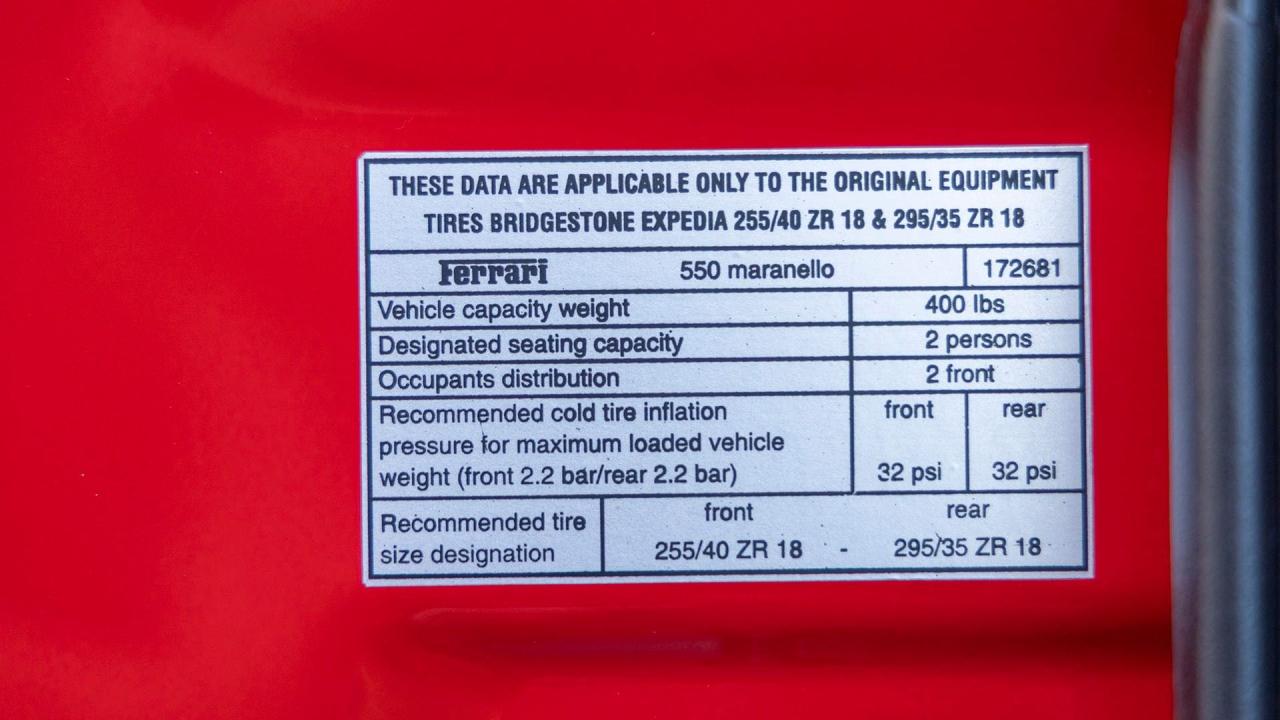 THESE DATA ARE APPLICABLE ONLY TO THE ORIGINAL EQUIPMENT
TIRES BRIDGESTONE EXPEDIA 255/40 ZR 18 & 295/35 ZR 18
Ferrari 550 maranello 172681
Vehicle capacity weight 400 lbs
Designated seating capacity 2 persons
Occupants distribution 2 front
Recommended cold tire inflation front rear
pressure for maximum loaded vehicle
weight (front 2.2 bar/rear 2.2 bar) 32 psi 32 psi
Recommended tire front rear
size designation 255/40 ZR 18 - 295/35 ZR 18